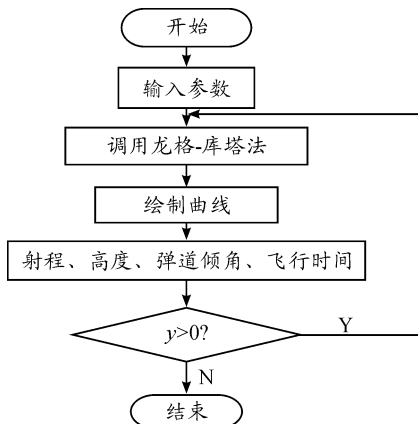 开始
输入参数
调用龙格-库塔法
绘制曲线
射程、高度、弹道倾角、飞行时间
y>0?
Y
N
结束